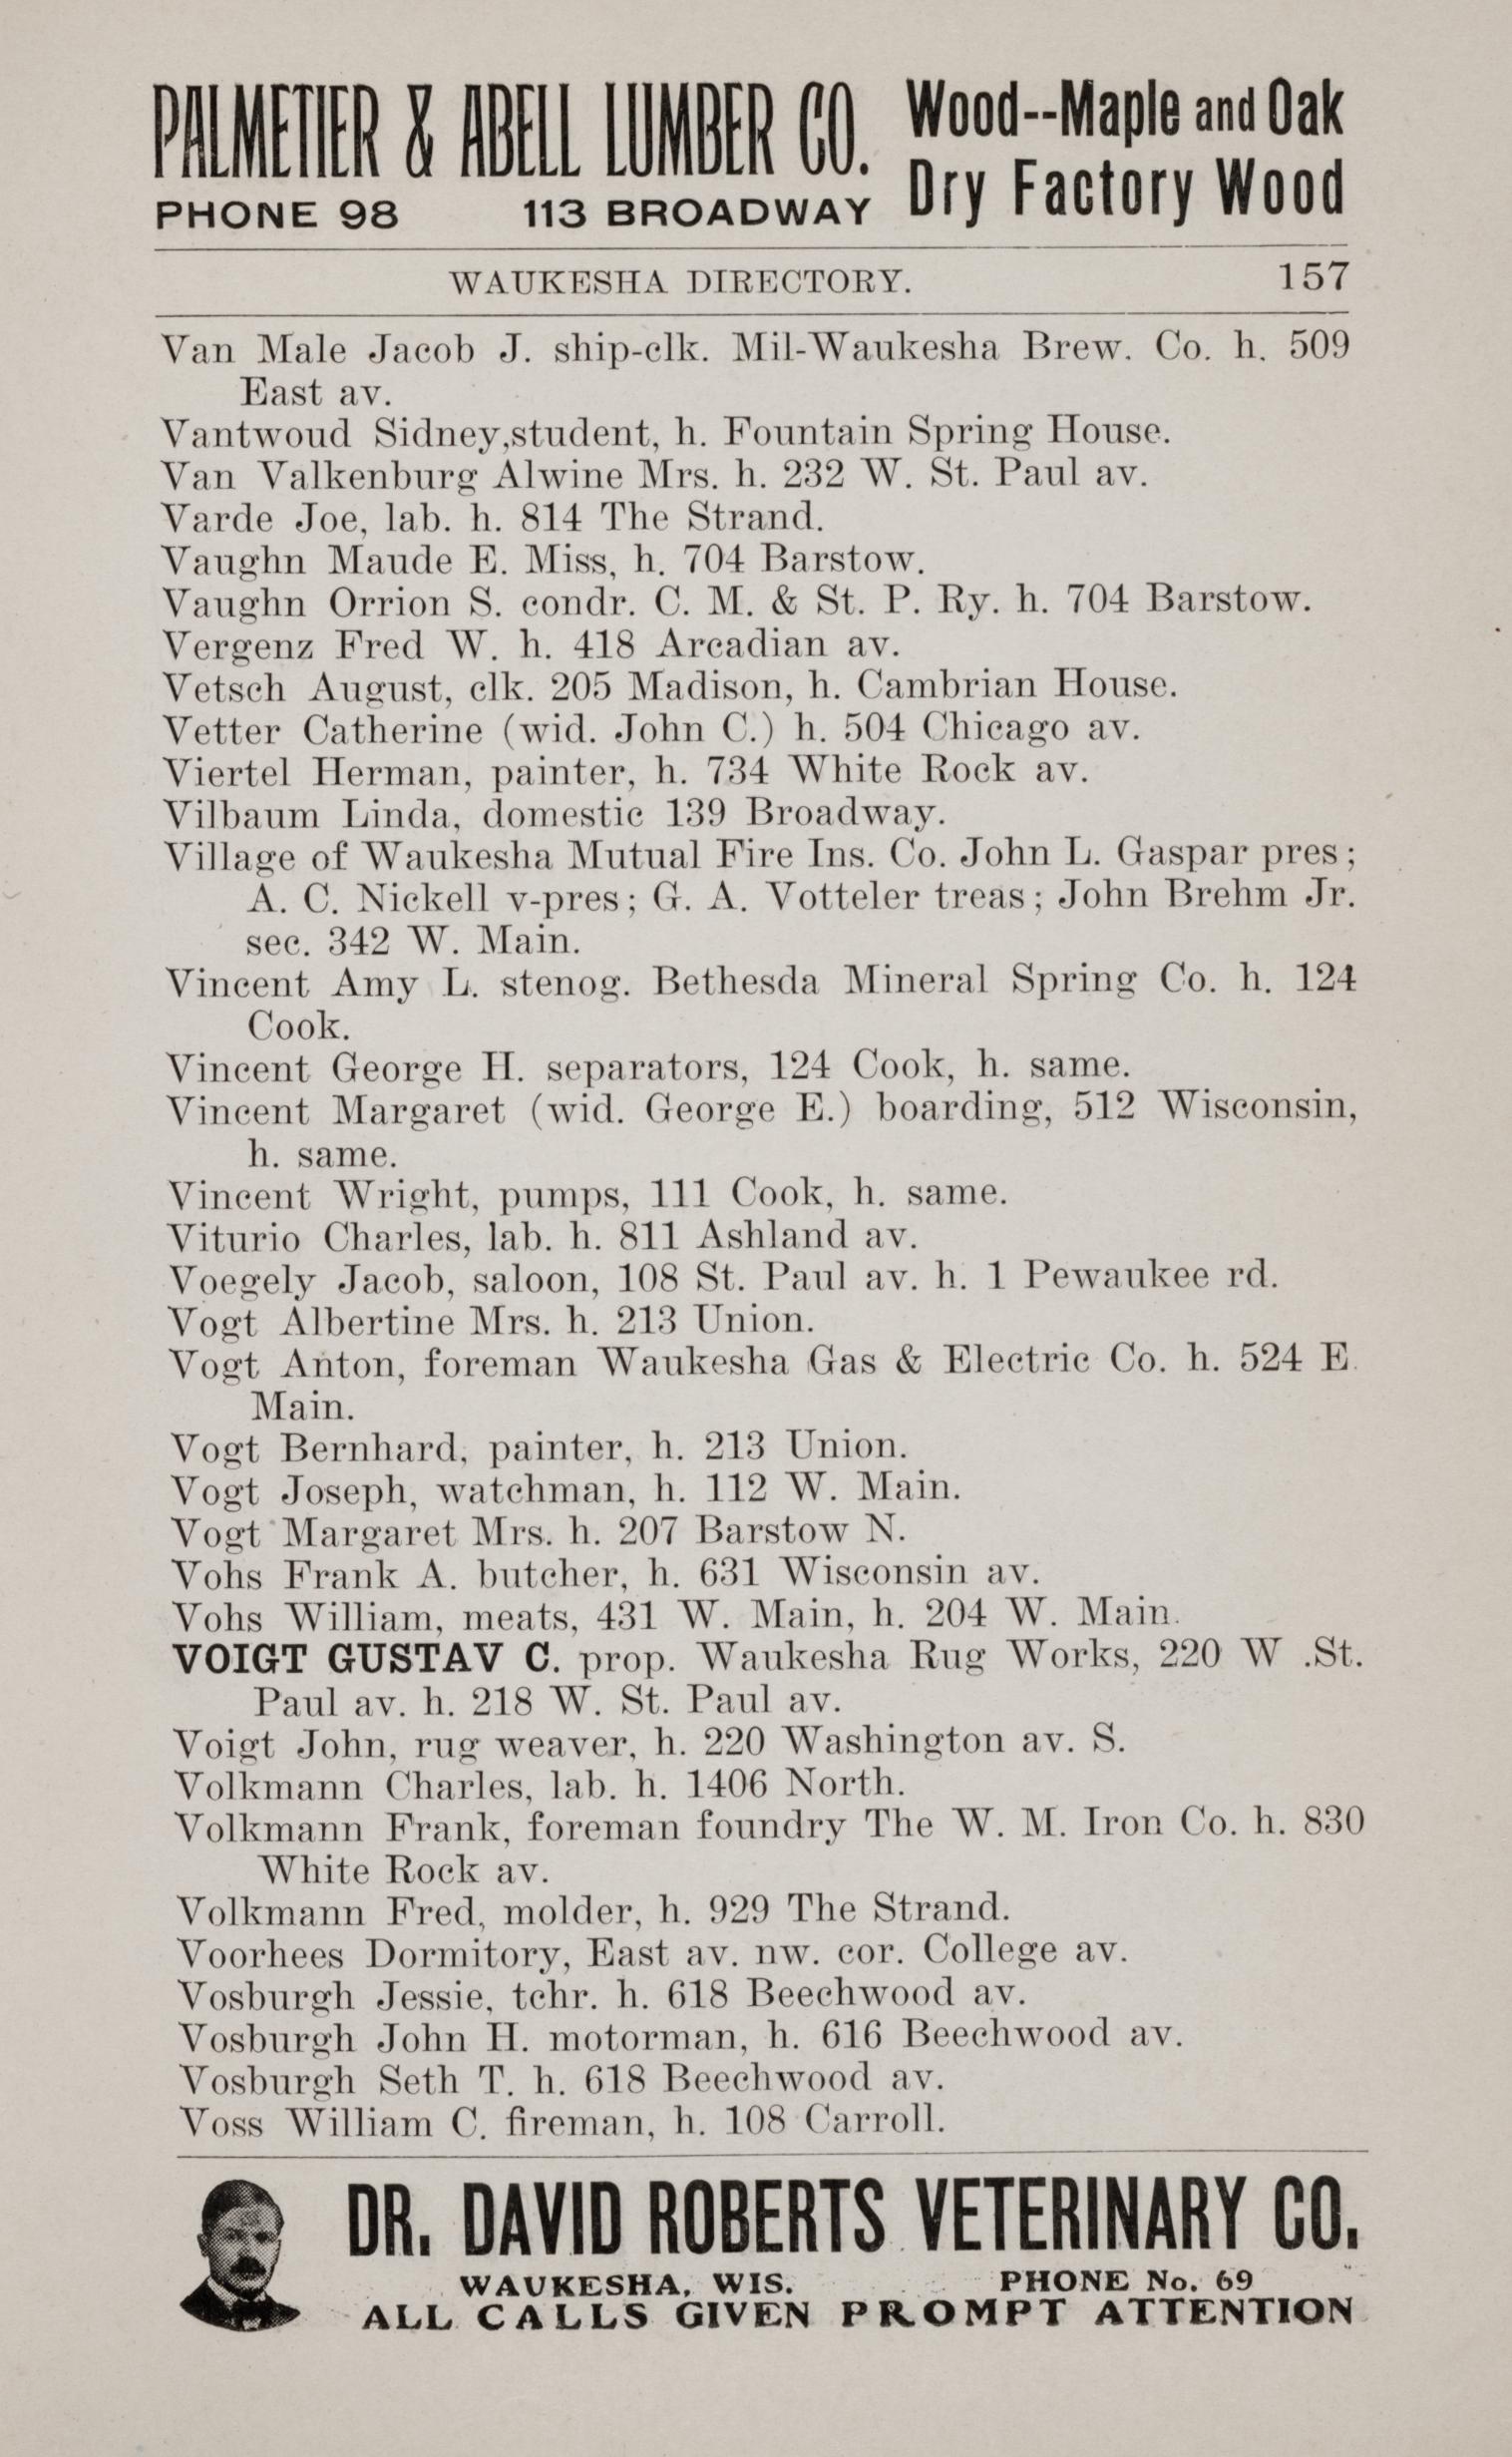 PALMETIER & ABELL LUMBER CO. Wood--Maple and Oak
PHONE 98 113 BROADWAY Dry Factory Wood
WAUKESHA DIRECTORY. 157
Van Male Jacob J. ship-clk. Mil-Waukesha Brew. Co. h. 509
East av.
Vantwoud Sidney,student, h. Fountain Spring House.
Van Valkenburg Alwine Mrs. h. 232 W. St. Paul av.
Varde Joe, lab. h. 814 The Strand.
Vaughn Maude E. Miss, h. 704 Barstow.
Vaughn Orrion S. condr. C. M. & St. P. Ry. h. 704 Barstow.
Vergenz Fred W. h. 418 Arcadian av.
Vetsch August, clk. 205 Madison, h. Cambrian House.
Vetter Catherine (wid. John C.) h. 504 Chicago av.
Viertel Herman, painter, h. 734 White Rock av.
Vilbaum Linda, domestic 139 Broadway.
Village of Waukesha Mutual Fire Ins. Co. John L. Gaspar pres;
A. C. Nickell v-pres; G. A. Votteler treas; John Brehm Jr.
sec. 342 W. Main.
Vincent Amy L. stenog. Bethesda Mineral Spring Co. h. 124
Cook.
Vincent George H. separators, 124 Cook, h. same.
Vincent Margaret (wid. George E.) boarding, 512 Wisconsin,
h. same.
Vincent Wright, pumps, 111 Cook, h. same.
Viturio Charles, lab. h. 811 Ashland av.
Voegely Jacob, saloon, 108 St. Paul av. h. 1 Pewaukee rd.
Vogt Albertine Mrs. h. 213 Union.
Vogt Anton, foreman Waukesha Gas & Electric Co. h. 524 E.
Main.
Vogt Bernhard, painter, h. 213 Union.
Vogt Joseph, watchman, h. 112 W. Main.
Vogt Margaret Mrs. h. 207 Barstow N.
Vohs Frank A. butcher, h. 631 Wisconsin av.
Vohs William, meats, 431 W. Main, h. 204 W. Main.
VOIGT GUSTAV C. prop. Waukesha Rug Works, 220 W .St.
Paul av. h. 218 W. St. Paul av.
Voigt John, rug weaver, h. 220 Washington av. S.
Volkmann Charles, lab. h. 1406 North.
Volkmann Frank, foreman foundry The W. M. Iron Co. h. 830
White Rock av.
Volkmann Fred, molder, h. 929 The Strand.
Voorhees Dormitory, East av. nw. cor. College av.
Vosburgh Jessie, tchr. h. 618 Beechwood av.
Vosburgh John H. motorman, h. 616 Beechwood av.
Vosburgh Seth T. h. 618 Beechwood av.
Voss William C. fireman, h. 108 Carroll.
DR. DAVID ROBERTS VETERINARY CO.
WAUKESHA, WIS. PHONE No. 69
ALL CALLS GIVEN PROMPT ATTENTION